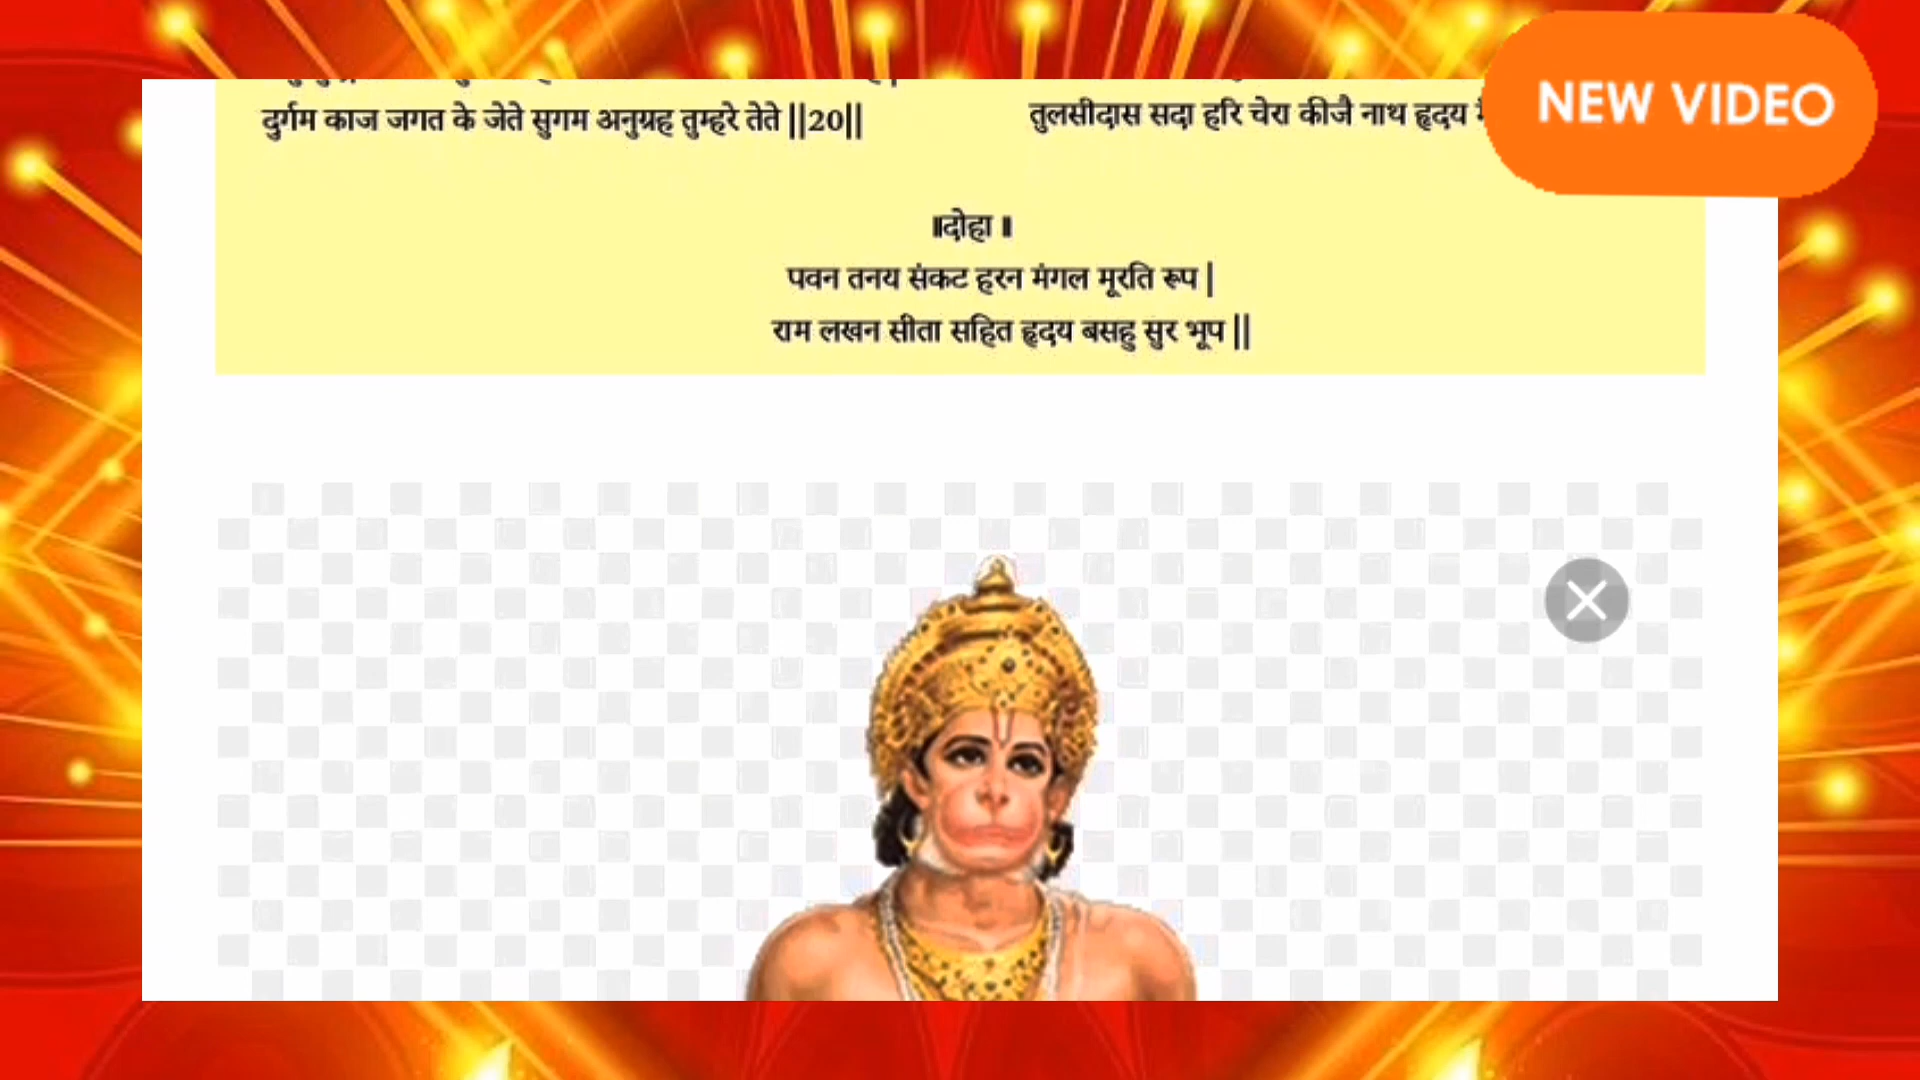 दुर्गम काज जगत के जेते सुगम अनुग्रह तुम्हरे तेते ||20||
तुलसीदास सदा हरि चेरा कीजै नाथ हृदय
NEW VIDEO
॥दोहा ॥
पवन तनय संकट हरन मंगल मूरति रूप |
राम लखन सीता सहित हृदय बसहु सुर भूप ||